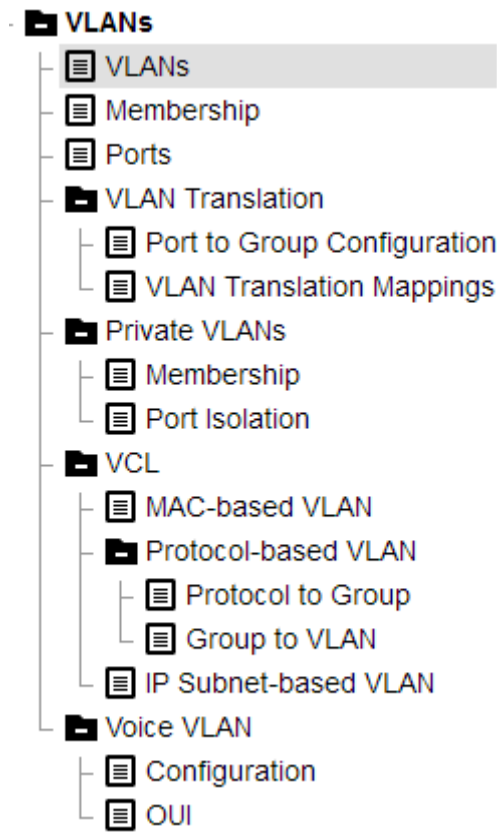 VLANs
VLANs
Membership
Ports
VLAN Translation
Port to Group Configuration
VLAN Translation Mappings
Private VLANs
Membership
Port Isolation
VCL
MAC-based VLAN
Protocol-based VLAN
Protocol to Group
Group to VLAN
IP Subnet-based VLAN
Voice VLAN
Configuration
OUI